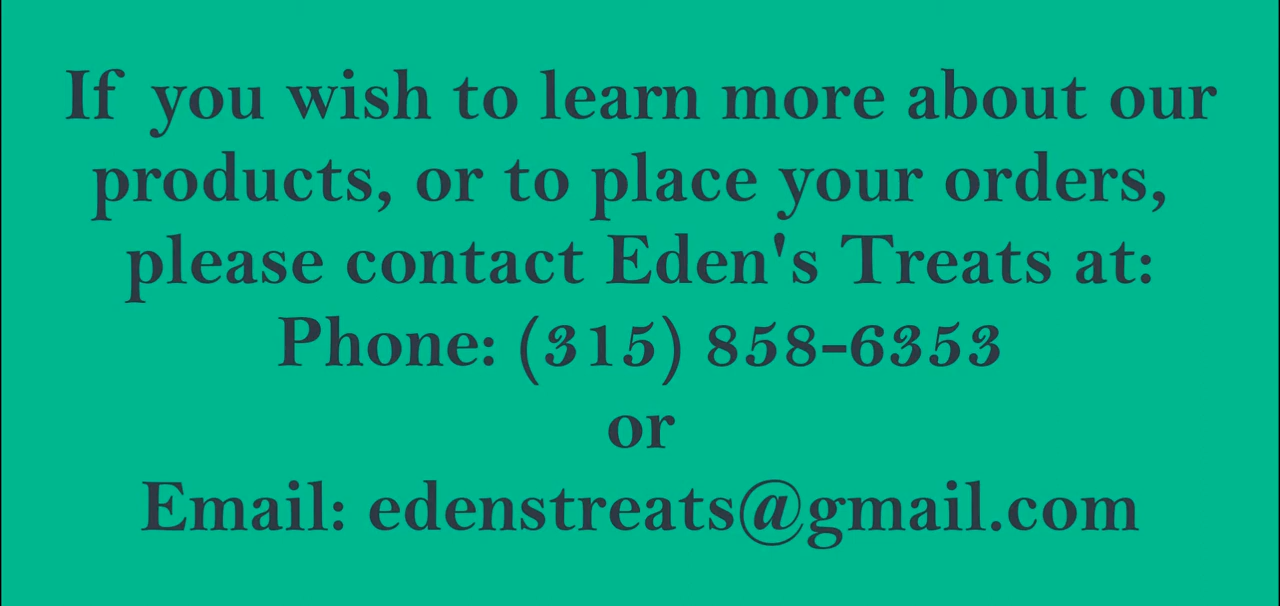 If you wish to learn more about our
products, or to place your orders,
please contact Eden's Treats at:
Phone: (315) 858-6353
or
Email: edenstreats@gmail.com